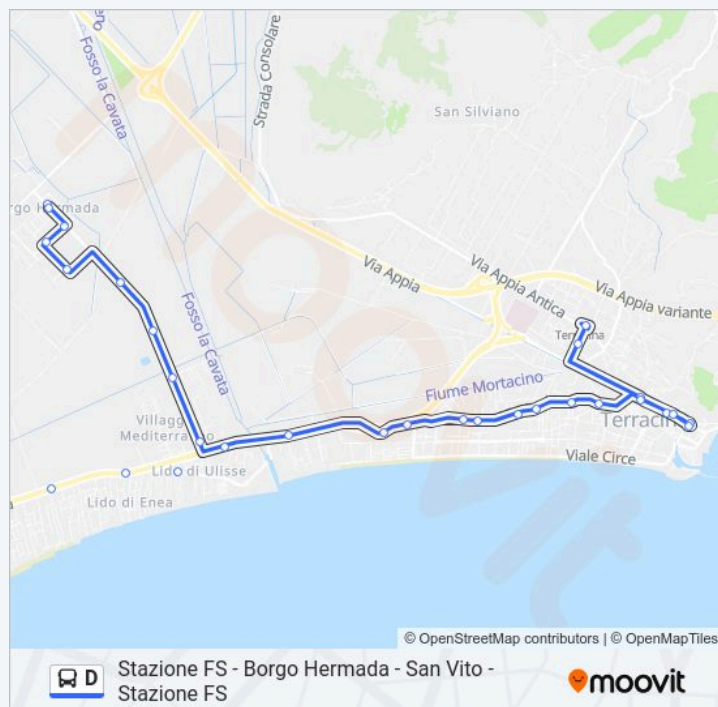 Fosso la Cavata
Strada Consolare
San Silviano
Borgo Hermada
Via Appia
Via Appia Antica
Via Appia variante
Fosso la Cavata
Fiume Mortacino
Villaggio
Mediterraneo
Terracina
Viale Circe
Lido di Ulisse
Lido di Enea
moovit
© OpenStreetMap contributors | © OpenMapTiles
D
Stazione FS - Borgo Hermada - San Vito -
Stazione FS
moovit